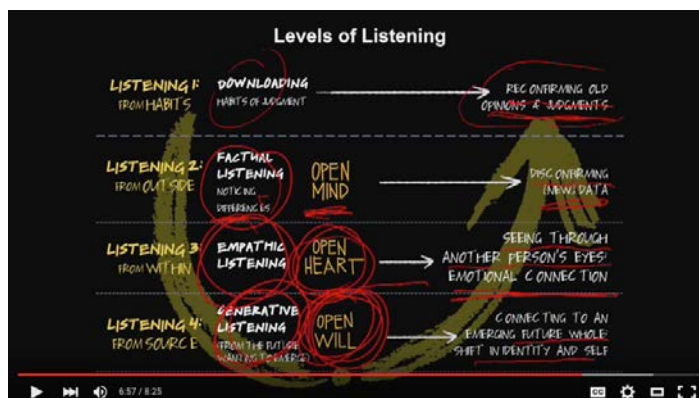 Levels of Listening
LISTENING 1:
FROM HABITS
DOWNLOADING
HABITS OF JUDGMENT
RECONFIRMING OLD
OPINIONS & JUDGMENTS
LISTENING 2:
FROM OUTSIDE
FACTUAL
LISTENING
NOTICING
DIFFERENCES
OPEN
MIND
DISCONFIRMING
[NEW] DATA
LISTENING 3:
FROM WITHIN
EMPATHIC
LISTENING
OPEN
HEART
SEEING THROUGH
ANOTHER PERSON'S EYES:
EMOTIONAL CONNECTION
LISTENING 4:
FROM SOURCE
GENERATIVE
LISTENING
(FROM THE FUTURE
WANTING TO EMERGE)
OPEN
WILL
CONNECTING TO AN
EMERGING FUTURE WHOLE:
SHIFT IN IDENTITY AND SELF
6:57 / 8:25
CC